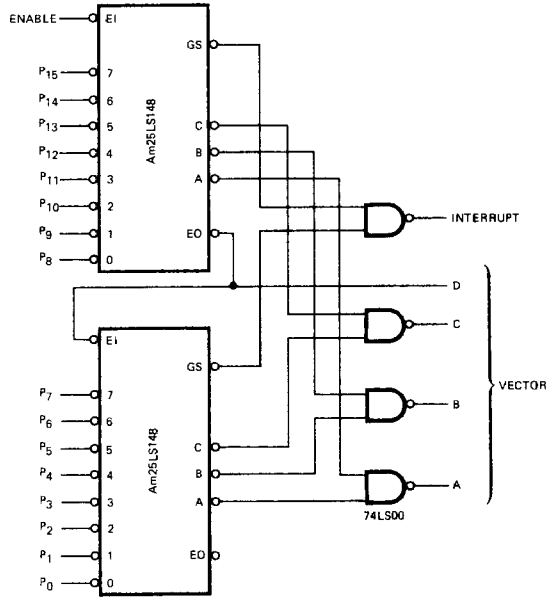 ENABLE
EI
GS
P15
7
P14
6
P13
5
C
P12
4
B
P11
3
A
P10
2
P9
1
EO
P8
0
Am25LS148
INTERRUPT
D
C
B
A
VECTOR
74LS00
EI
GS
P7
7
P6
6
P5
5
C
P4
4
B
P3
3
A
P2
2
P1
1
EO
P0
0
Am25LS148